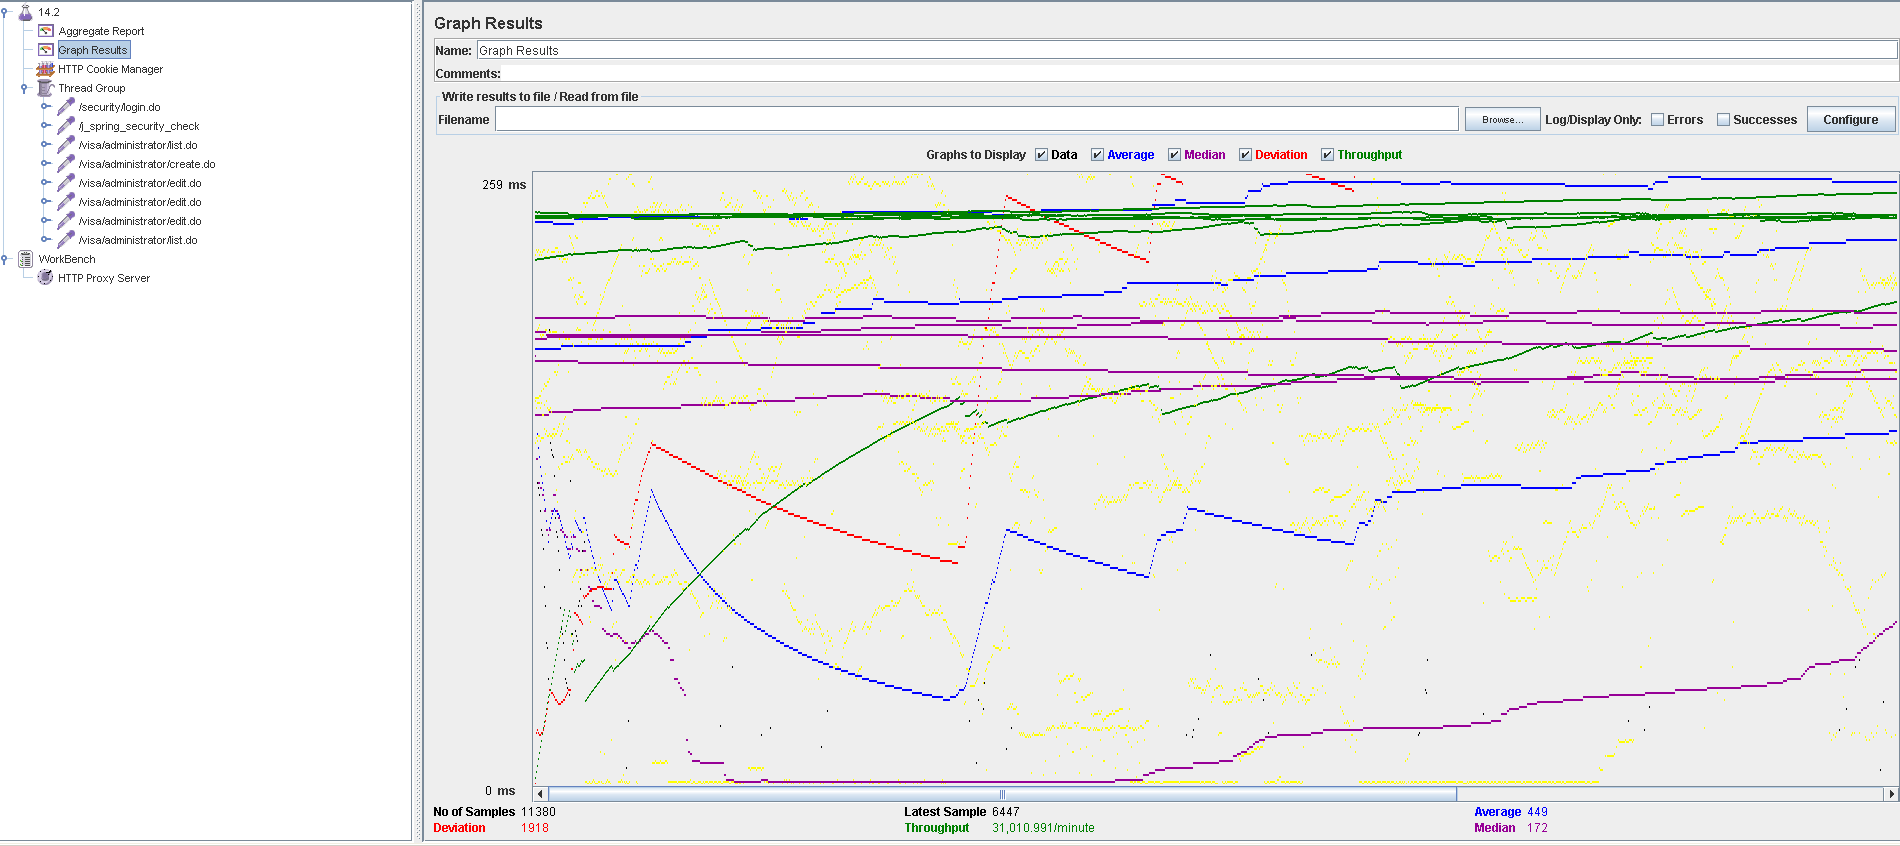 14.2
Aggregate Report
Graph Results
HTTP Cookie Manager
Thread Group
/security/login.do
/j_spring_security_check
/visa/administrator/list.do
/visa/administrator/create.do
/visa/administrator/edit.do
/visa/administrator/edit.do
/visa/administrator/edit.do
/visa/administrator/list.do
WorkBench
HTTP Proxy Server
Graph Results
Name: Graph Results
Comments:
Write results to file / Read from file
Filename Browse... Log/Display Only: Errors Successes Configure
Graphs to Display Data Average Median Deviation Throughput
259 ms
0 ms
No of Samples 11380 Latest Sample 6447 Average 449
Deviation 1918 Throughput 31,010.991/minute Median 172